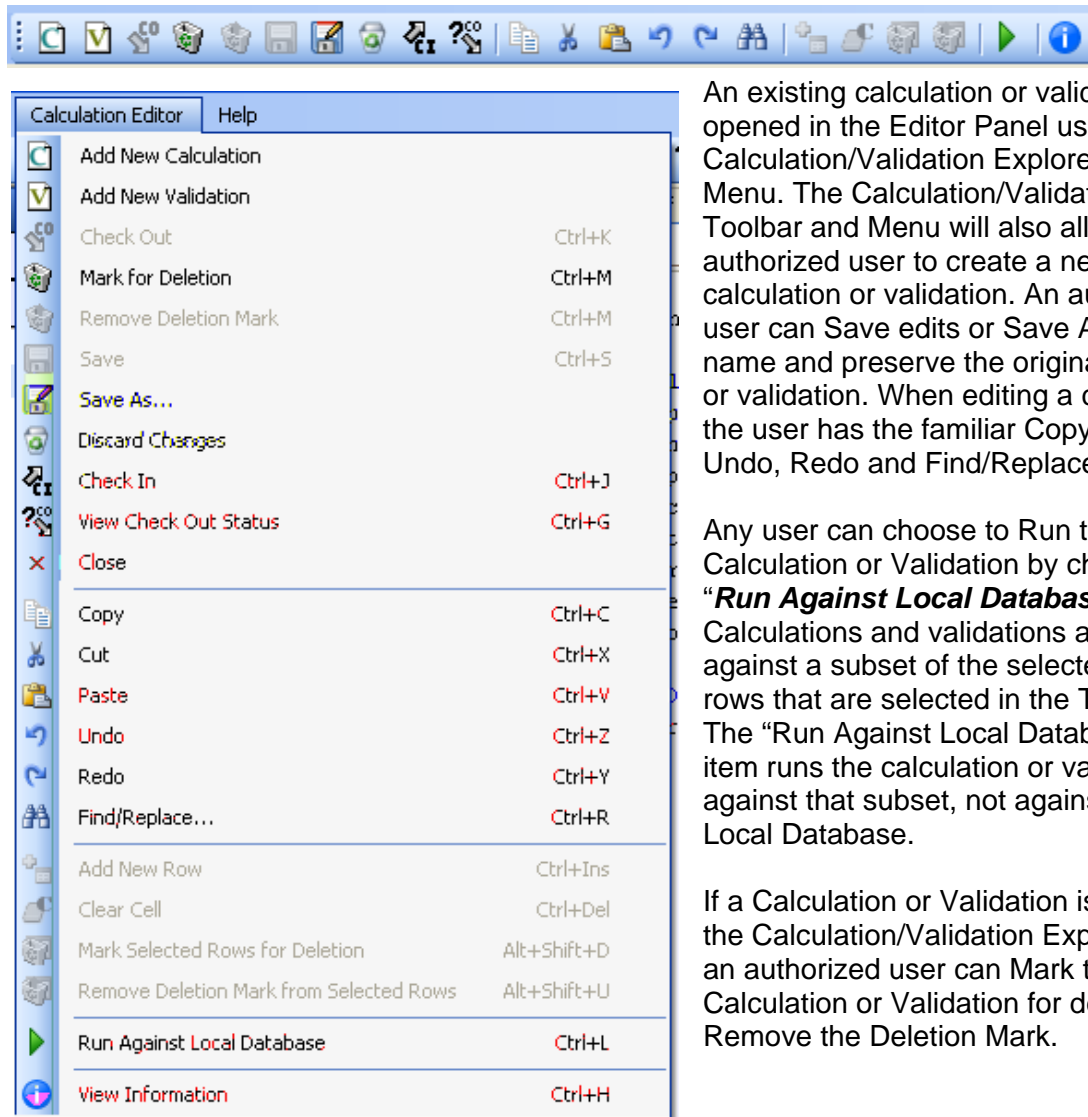 Calculation Editor Help
Add New Calculation
Add New Validation
Check Out Ctrl+K
Mark for Deletion Ctrl+M
Remove Deletion Mark Ctrl+M
Save Ctrl+S
Save As...
Discard Changes
Check In Ctrl+J
View Check Out Status Ctrl+G
Close
Copy Ctrl+C
Cut Ctrl+X
Paste Ctrl+V
Undo Ctrl+Z
Redo Ctrl+Y
Find/Replace... Ctrl+R
Add New Row Ctrl+Ins
Clear Cell Ctrl+Del
Mark Selected Rows for Deletion Alt+Shift+D
Remove Deletion Mark from Selected Rows Alt+Shift+U
Run Against Local Database Ctrl+L
View Information Ctrl+H
An existing calculation or valid
opened in the Editor Panel us
Calculation/Validation Explore
Menu. The Calculation/Valida
Toolbar and Menu will also all
authorized user to create a ne
calculation or validation. An au
user can Save edits or Save A
name and preserve the origina
or validation. When editing a c
the user has the familiar Copy
Undo, Redo and Find/Replace
Any user can choose to Run t
Calculation or Validation by ch
“Run Against Local Databas
Calculations and validations a
against a subset of the selecte
rows that are selected in the T
The “Run Against Local Datab
item runs the calculation or va
against that subset, not agains
Local Database.
If a Calculation or Validation is
the Calculation/Validation Exp
an authorized user can Mark t
Calculation or Validation for de
Remove the Deletion Mark.